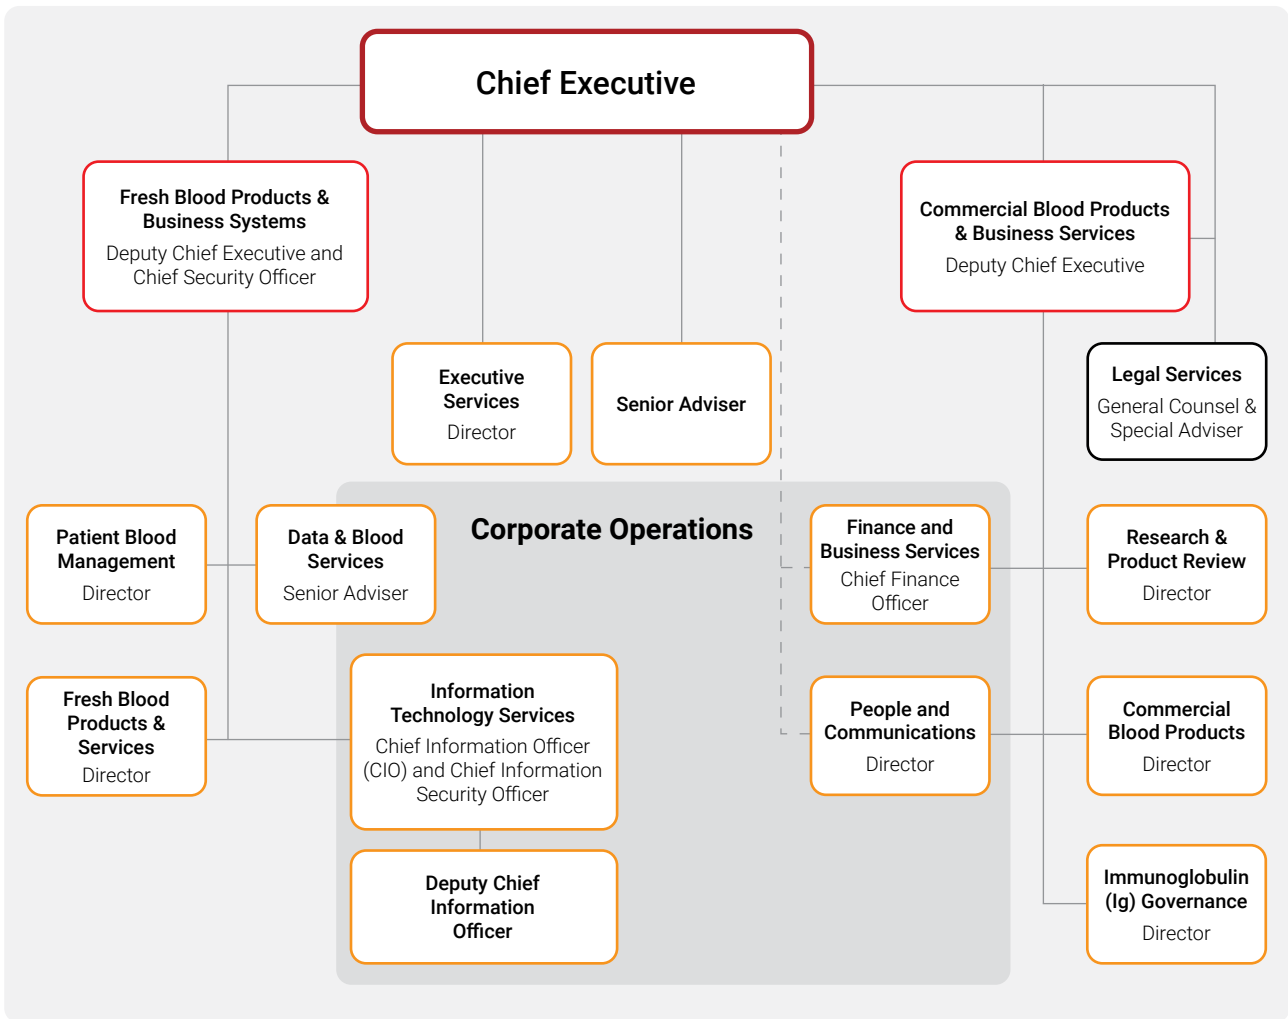 Chief Executive
Fresh Blood Products &
Business Systems
Deputy Chief Executive and
Chief Security Officer
Commercial Blood Products
& Business Services
Deputy Chief Executive
Executive
Services
Director
Senior Adviser
Legal Services
General Counsel &
Special Adviser
Corporate Operations
Patient Blood
Management
Director
Data & Blood
Services
Senior Adviser
Finance and
Business Services
Chief Finance
Officer
Research &
Product Review
Director
Fresh Blood
Products &
Services
Director
Information
Technology Services
Chief Information Officer
(CIO) and Chief Information
Security Officer
People and
Communications
Director
Commercial
Blood Products
Director
Deputy Chief
Information
Officer
Immunoglobulin
(Ig) Governance
Director